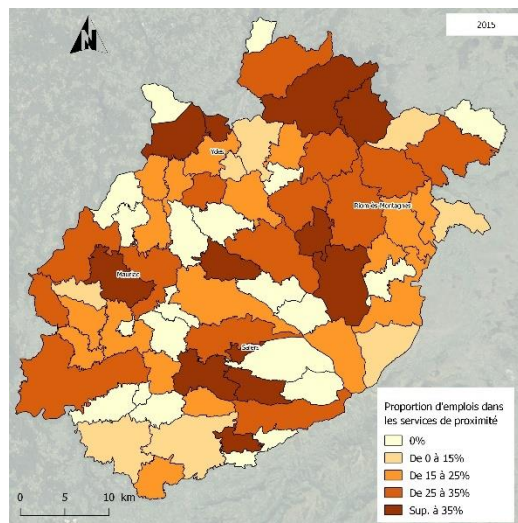 N
2015
Ydes
Riom-ès-Montagnes
Mauriac
Salers
Proportion d'emplois dans
les services de proximité
0%
De 0 à 15%
De 15 à 25%
De 25 à 35%
Sup. à 35%
0 5 10 km